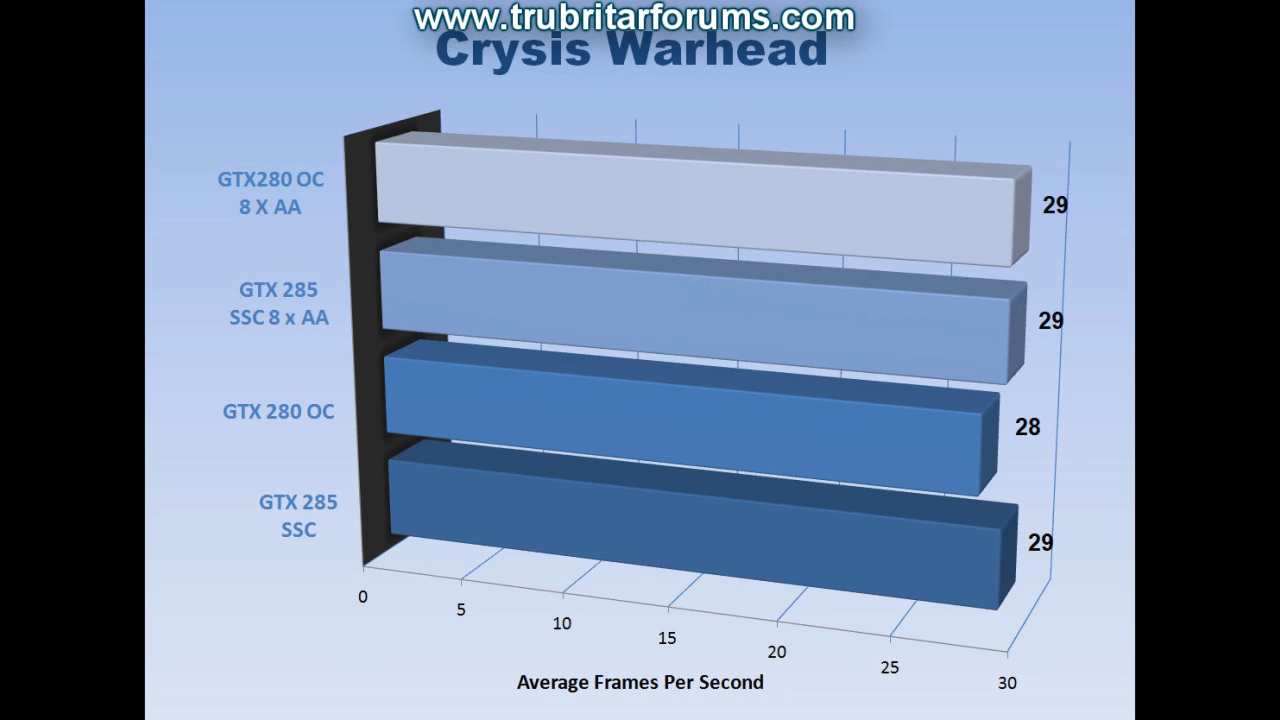 www.trubritarforums.com
Crysis Warhead
GTX280 OC
8 X AA
29
GTX 285
SSC 8 x AA
29
GTX 280 OC
28
GTX 285
SSC
29
0
5
10
15
20
25
30
Average Frames Per Second